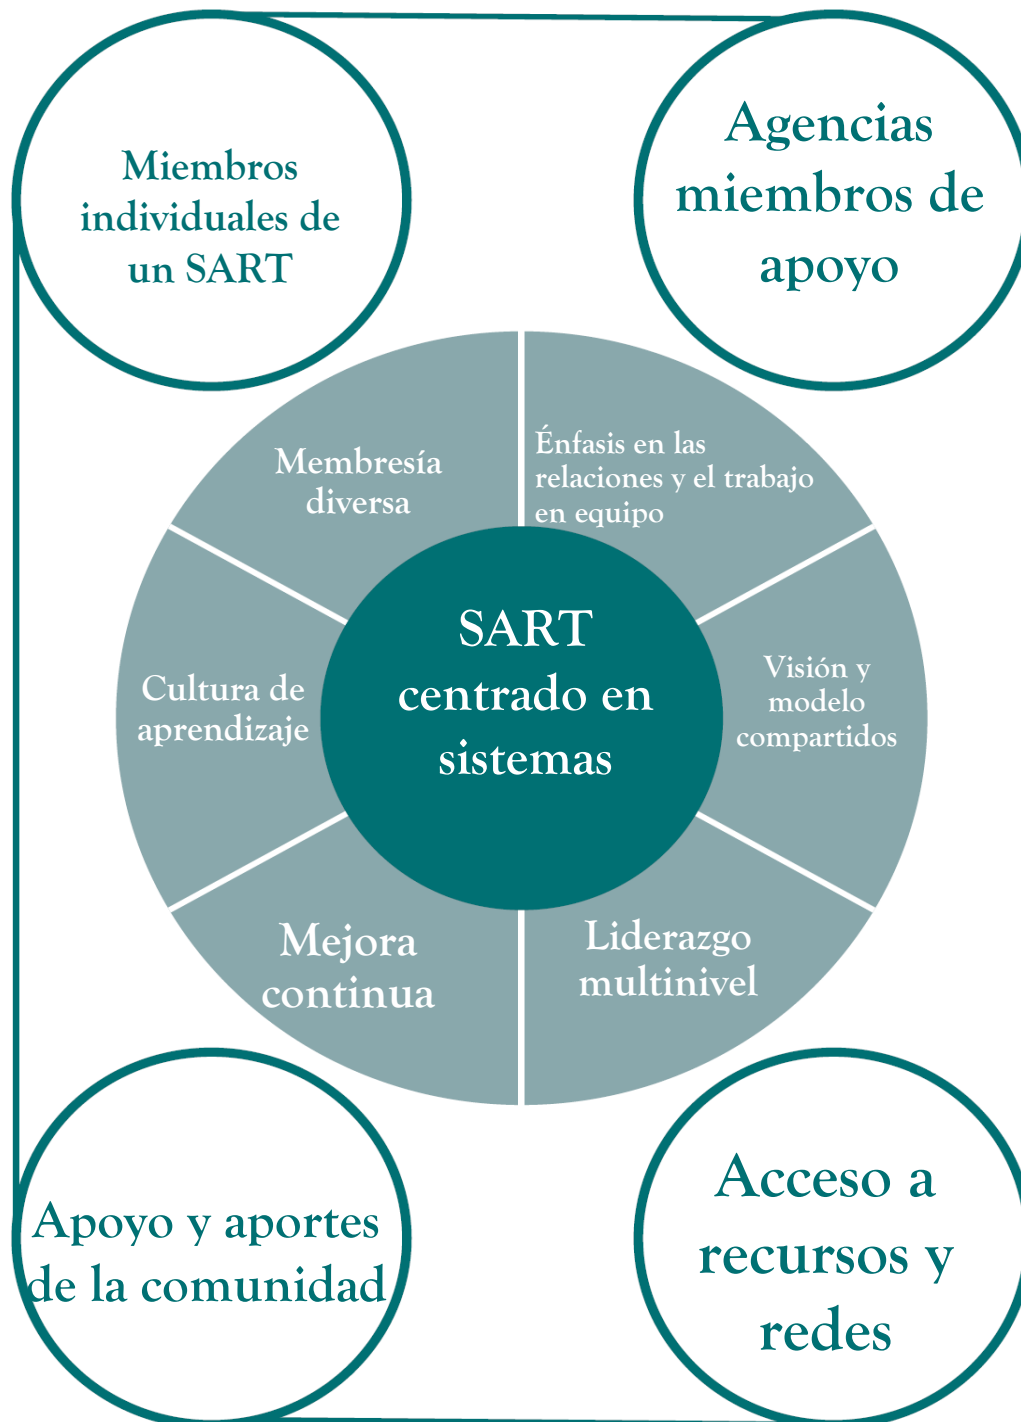 Miembros
individuales de
un SART
Agencias
miembros de
apoyo
Membresía
diversa
Énfasis en las
relaciones y el trabajo
en equipo
Cultura de
aprendizaje
SART
centrado en
sistemas
Visión y
modelo
compartidos
Mejora
continua
Liderazgo
multinivel
Apoyo y aportes
de la comunidad
Acceso a
recursos y
redes